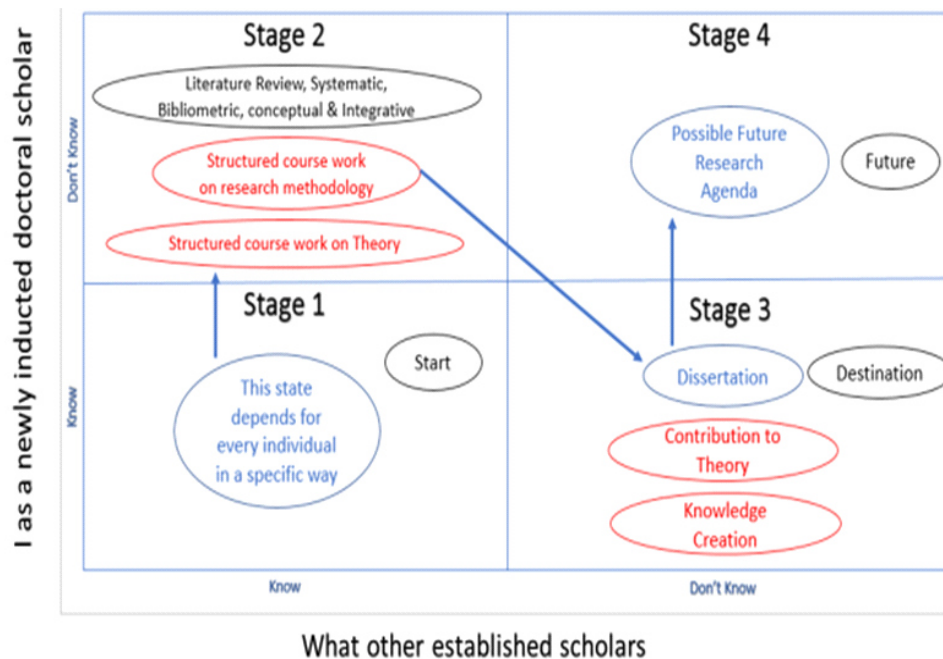 I as a newly inducted doctoral scholar
Don't Know
Know
Stage 2
Literature Review, Systematic,
Bibliometric, conceptual & Integrative
Structured course work
on research methodology
Structured course work on Theory
Stage 4
Possible Future
Research
Agenda
Future
Stage 1
Start
This state
depends for
every individual
in a specific way
Stage 3
Dissertation
Destination
Contribution to
Theory
Knowledge
Creation
Know
Don't Know
What other established scholars